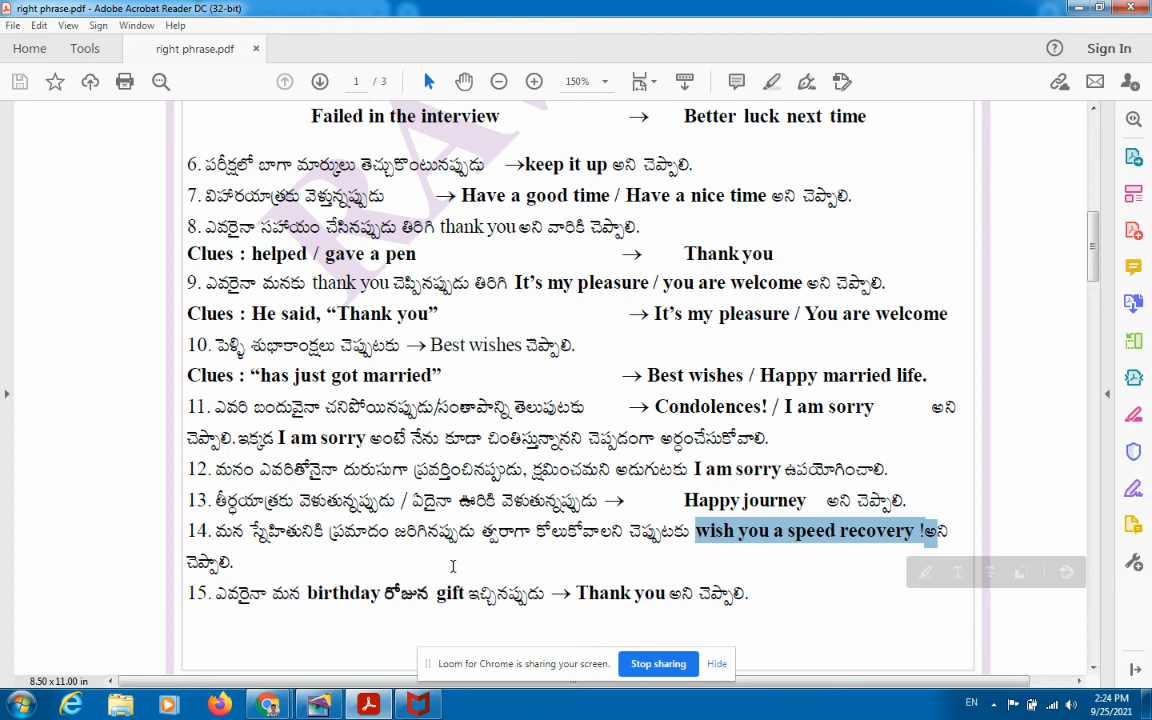 right phrase.pdf - Adobe Acrobat Reader DC (32-bit)
File Edit View Sign Window Help
Home Tools right phrase.pdf × Sign In
1 / 3 150%
Failed in the interview → Better luck next time
6. పరీక్షలో బాగా మార్కులు తెచ్చుకొంటునప్పుడు →keep it up అని చెప్పాలి.
7. విహారయాత్రకు వెళ్తున్నప్పుడు → Have a good time / Have a nice time అని చెప్పాలి.
8. ఎవరైనా సహాయం చేసినప్పుడు తిరిగి thank you అని వారికి చెప్పాలి.
Clues : helped / gave a pen → Thank you
9. ఎవరైనా మనకు thank you చెప్పినప్పుడు తిరిగి It's my pleasure / you are welcome అని చెప్పాలి.
Clues : He said, “Thank you” → It's my pleasure / You are welcome
10. పెళ్ళి శుభాకాంక్షలు చెప్పుటకు → Best wishes చెప్పాలి.
Clues : “has just got married” → Best wishes / Happy married life.
11. ఎవరి బందువైనా చనిపోయినప్పుడు/సంతాపాన్ని తెలుపుటకు → Condolences! / I am sorry అని
చెప్పాలి.ఇక్కడ I am sorry అంటే నేను కూడా చింతిస్తున్నానని చెప్పడంగా అర్ధంచేసుకోవాలి.
12. మనం ఎవరితోనైనా దురుసుగా ప్రవర్తించినప్పుడు, క్షమించమని అడుగుటకు I am sorry ఉపయోగించాలి.
13. తీర్ధయాత్రకు వెళుతున్నప్పుడు / ఏదైనా ఊరికి వెళుతున్నప్పుడు → Happy journey అని చెప్పాలి.
14. మన స్నేహితునికి ప్రమాదం జరిగినప్పుడు త్వరాగా కోలుకోవాలని చెప్పుటకు wish you a speed recovery !అని
చెప్పాలి.
15. ఎవరైనా మన birthday రోజున gift ఇచ్చినప్పుడు → Thank you అని చెప్పాలి.
Loom for Chrome is sharing your screen. Stop sharing Hide
8.50 x 11.00 in
EN 2:24 PM
9/25/2021